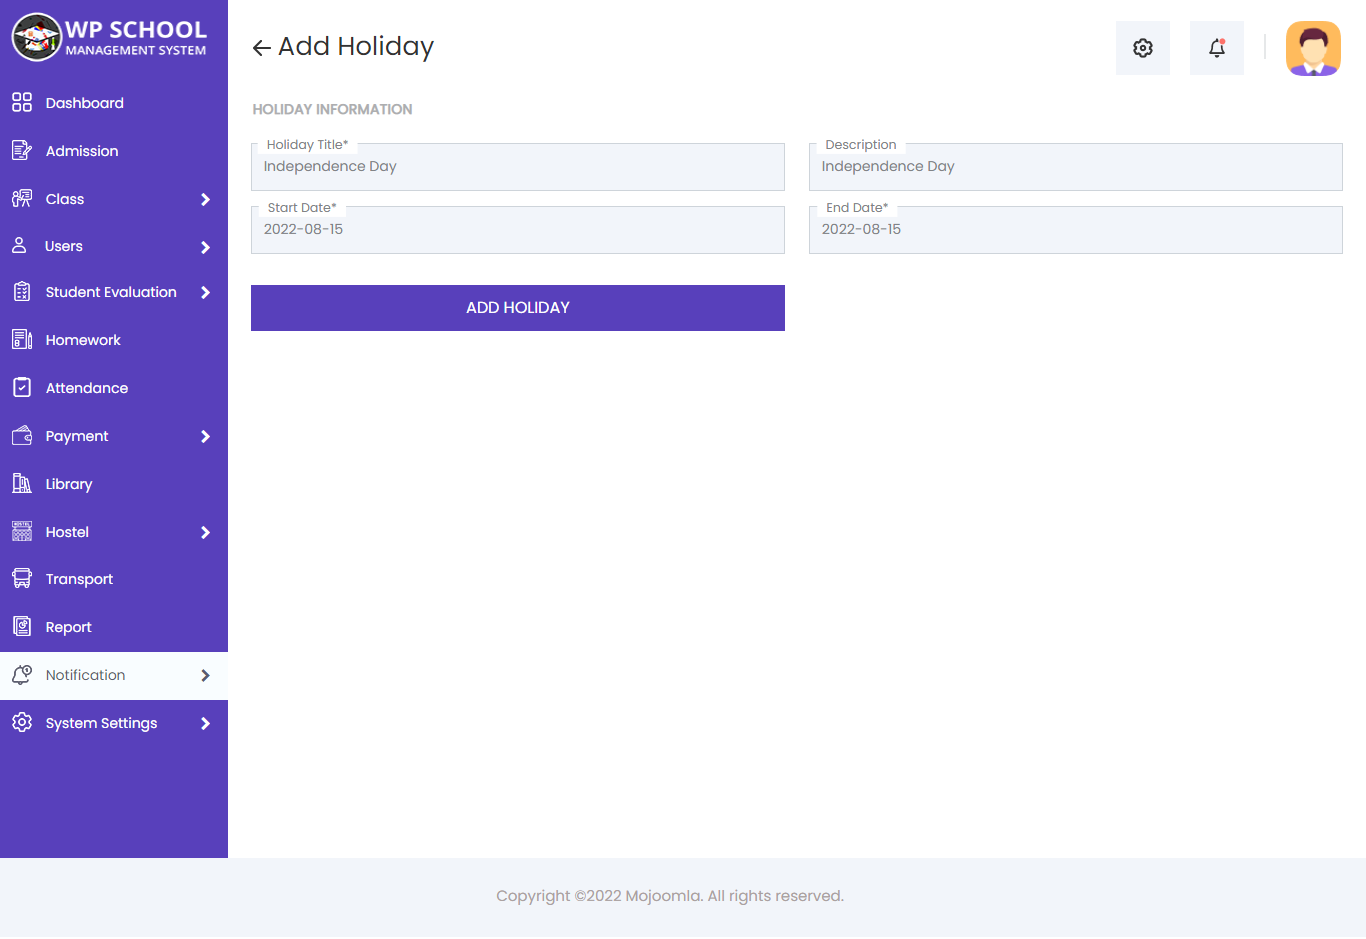 WP SCHOOL
MANAGEMENT SYSTEM
Dashboard
Admission
Class
Users
Student Evaluation
Homework
Attendance
Payment
Library
Hostel
Transport
Report
Notification
System Settings
Add Holiday
HOLIDAY INFORMATION
Holiday Title*
Independence Day
Description
Independence Day
Start Date*
2022-08-15
End Date*
2022-08-15
ADD HOLIDAY
Copyright ©2022 Mojoomla. All rights reserved.